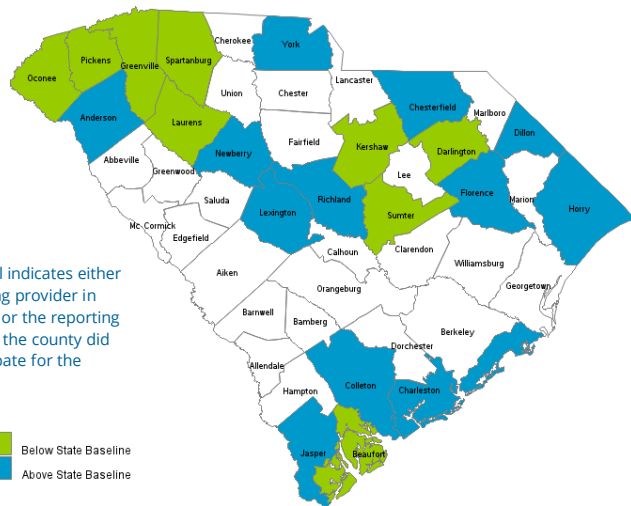 Cherokee
York
Spartanburg
Pickens
Greenville
Oconee
Lancaster
Union
Chester
Chesterfield
Marlboro
Anderson
Laurens
Dillon
Fairfield
Kershaw
Darlington
Newberry
Abbeville
Greenwood
Lee
Saluda
Richland
Florence
Marion
Lexington
Sumter
Horry
Mc Cormick
Edgefield
Calhoun
Clarendon
Williamsburg
Aiken
Georgetown
Orangeburg
Barnwell
Bamberg
Berkeley
Dorchester
Allendale
Colleton
Charleston
Hampton
Jasper
Beaufort
l indicates either
g provider in
or the reporting
the county did
pate for the
Below State Baseline
Above State Baseline